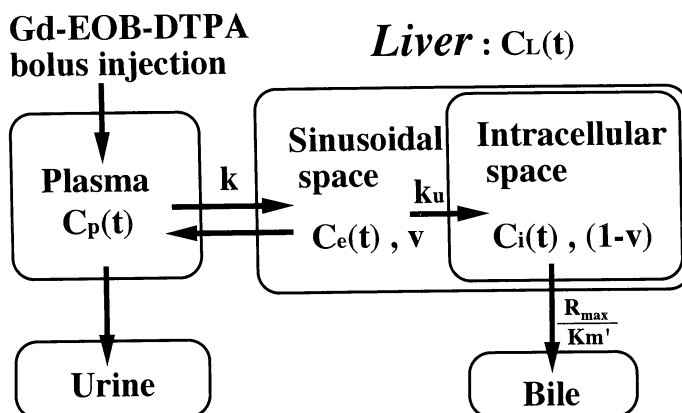 Gd-EOB-DTPA
bolus injection
Liver : CL(t)
Plasma
Cp(t)
k
Sinusoidal
space
Ce(t) , v
ku
Intracellular
space
Ci(t) , (1-v)
Rmax
Km'
Urine
Bile